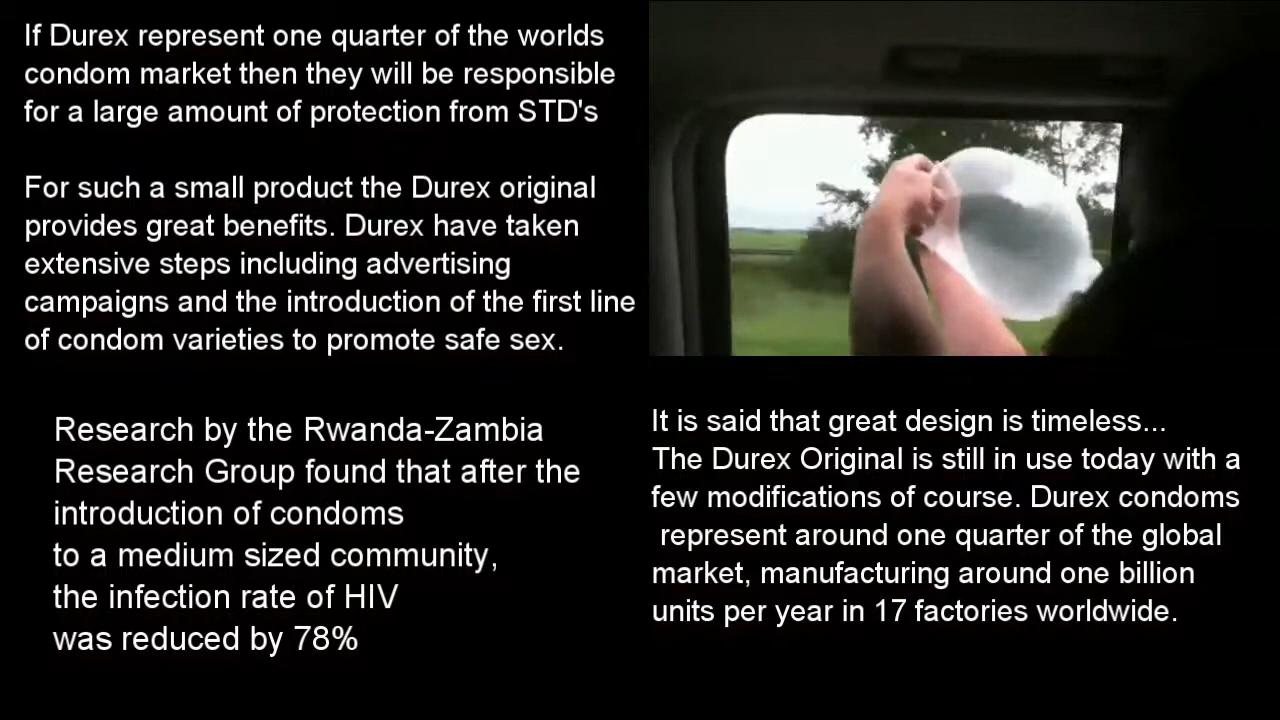 If Durex represent one quarter of the worlds
condom market then they will be responsible
for a large amount of protection from STD's
For such a small product the Durex original
provides great benefits. Durex have taken
extensive steps including advertising
campaigns and the introduction of the first line
of condom varieties to promote safe sex.
Research by the Rwanda-Zambia
Research Group found that after the
introduction of condoms
to a medium sized community,
the infection rate of HIV
was reduced by 78%
It is said that great design is timeless...
The Durex Original is still in use today with a
few modifications of course. Durex condoms
represent around one quarter of the global
market, manufacturing around one billion
units per year in 17 factories worldwide.